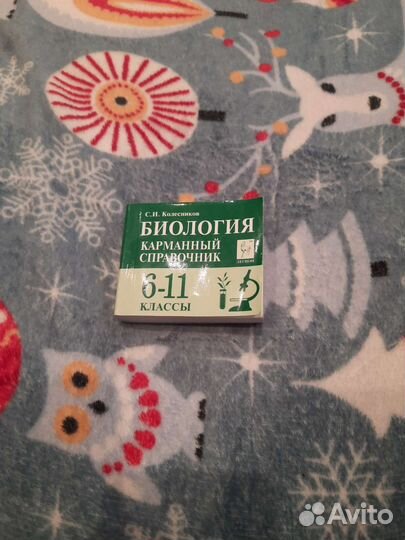 С.И. Колесников
БИОЛОГИЯ
КАРМАННЫЙ
СПРАВОЧНИК
6-11
КЛАССЫ
Avito